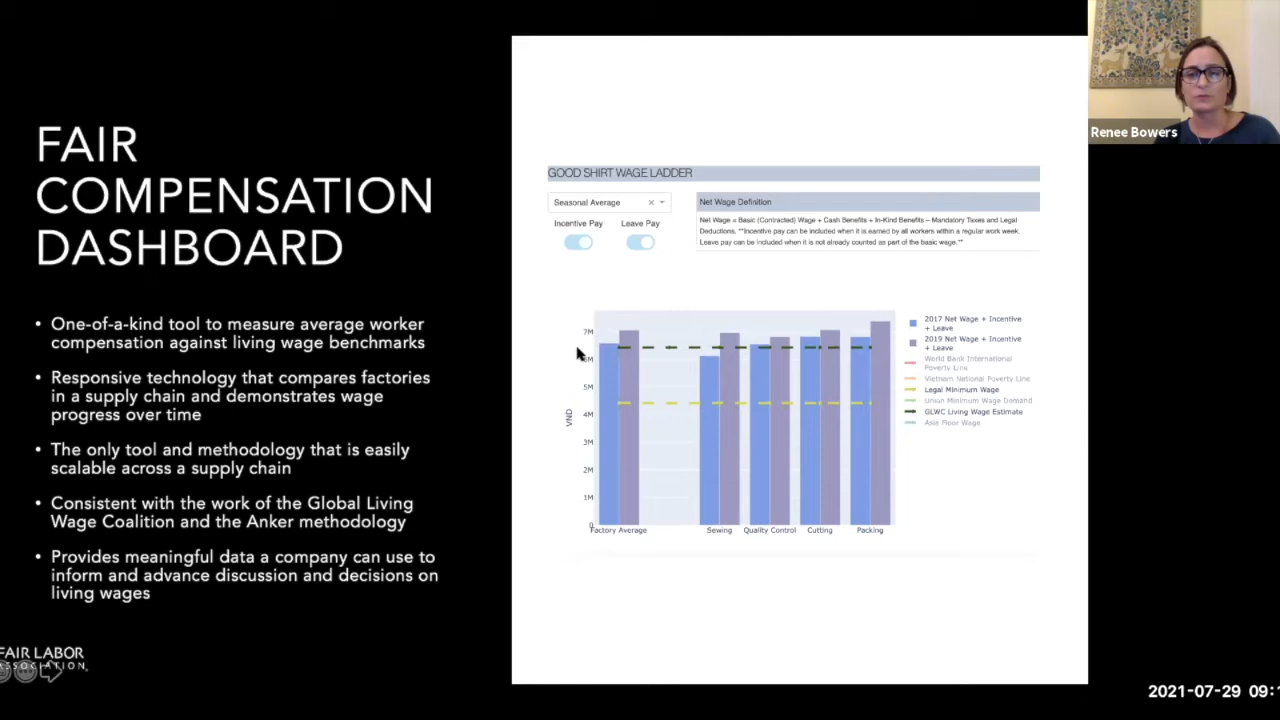 FAIR
COMPENSATION
DASHBOARD
• One-of-a-kind tool to measure average worker
compensation against living wage benchmarks
• Responsive technology that compares factories
in a supply chain and demonstrates wage
progress over time
• The only tool and methodology that is easily
scalable across a supply chain
• Consistent with the work of the Global Living
Wage Coalition and the Anker methodology
• Provides meaningful data a company can use to
inform and advance discussion and decisions on
living wages
FAIR LABOR
ASSOCIATION
GOOD SHIRT WAGE LADDER
Seasonal Average
Incentive Pay Leave Pay
Net Wage Definition
Net Wage = Basic (Contracted) Wage + Cash Benefits + In-Kind Benefits – Mandatory Taxes and Legal
Deductions. **Incentive pay can be included when it is earned by all workers within a regular work week.
Leave pay can be included when it is not already counted as part of the basic wage.**
7M
5M
4M
3M
2M
1M
0
VND
Factory Average Sewing Quality Control Cutting Packing
2017 Net Wage + Incentive
+ Leave
2019 Net Wage + Incentive
+ Leave
World Bank International
Poverty Line
Vietnam National Poverty Line
Legal Minimum Wage
Union Minimum Wage Demand
GLWC Living Wage Estimate
Asia Floor Wage
Renee Bowers
2021-07-29 09: